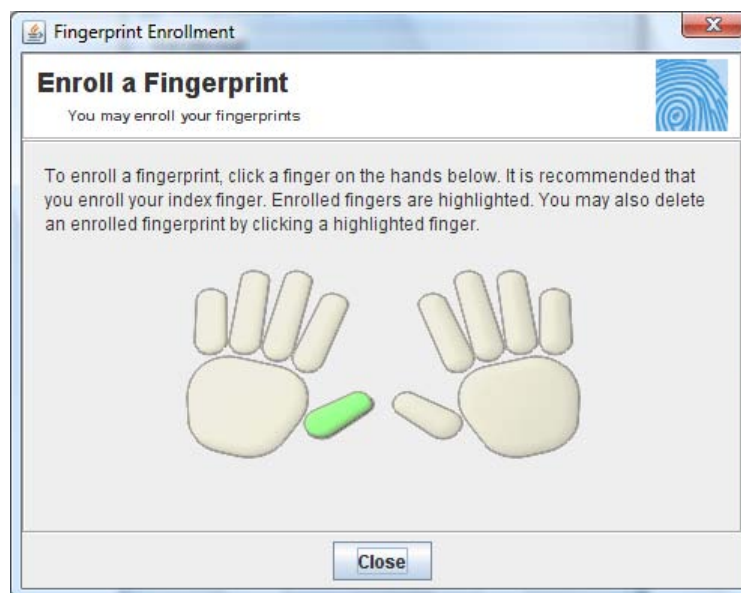 Fingerprint Enrollment
Enroll a Fingerprint
You may enroll your fingerprints
To enroll a fingerprint, click a finger on the hands below. It is recommended that
you enroll your index finger. Enrolled fingers are highlighted. You may also delete
an enrolled fingerprint by clicking a highlighted finger.
Close